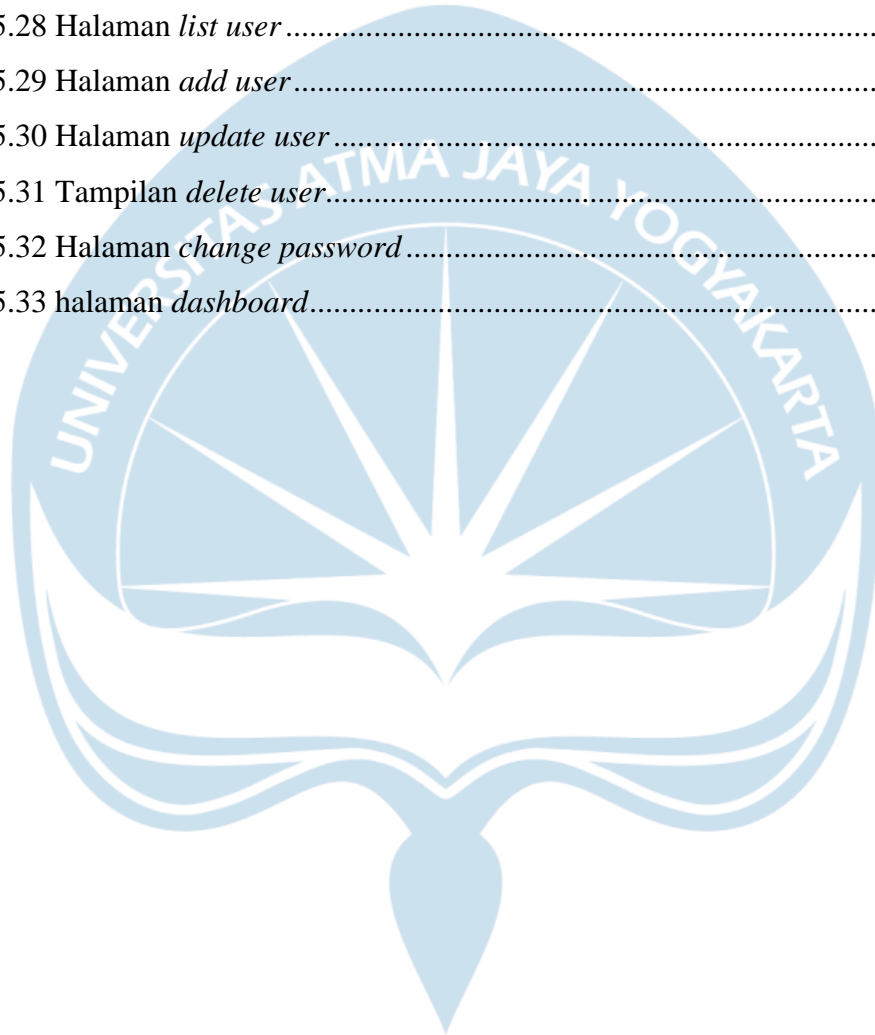 5.28 Halaman list user ........................................................................
5.29 Halaman add user .......................................................................
5.30 Halaman update user ..................................................................
5.31 Tampilan delete user...................................................................
5.32 Halaman change password .........................................................
5.33 halaman dashboard .....................................................................
UNIVERSITAS ATMA JAYA YOGYAKARTA